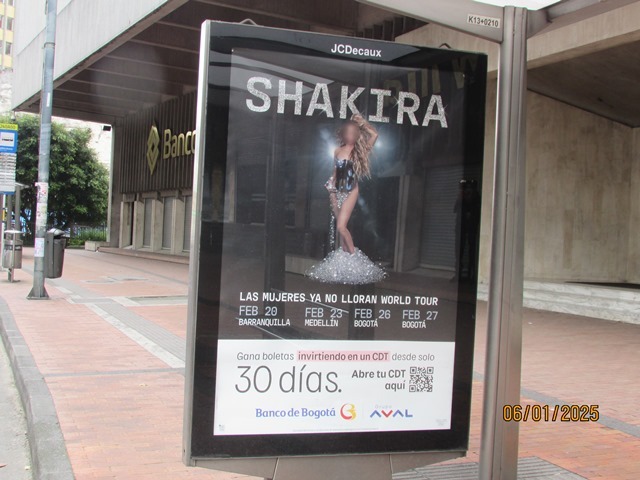 K13+0210
JCDecaux
SHAKIRA
Banco
LAS MUJERES YA NO LLORAN WORLD TOUR
FEB 20 FEB 23 FEB 26 FEB 27
BARRANQUILLA MEDELLÍN BOGOTÁ BOGOTÁ
Gana boletas invirtiendo en un CDT desde solo
30 días.
Abre tu CDT
aquí
Banco de Bogotá AVAL
06/01/2025